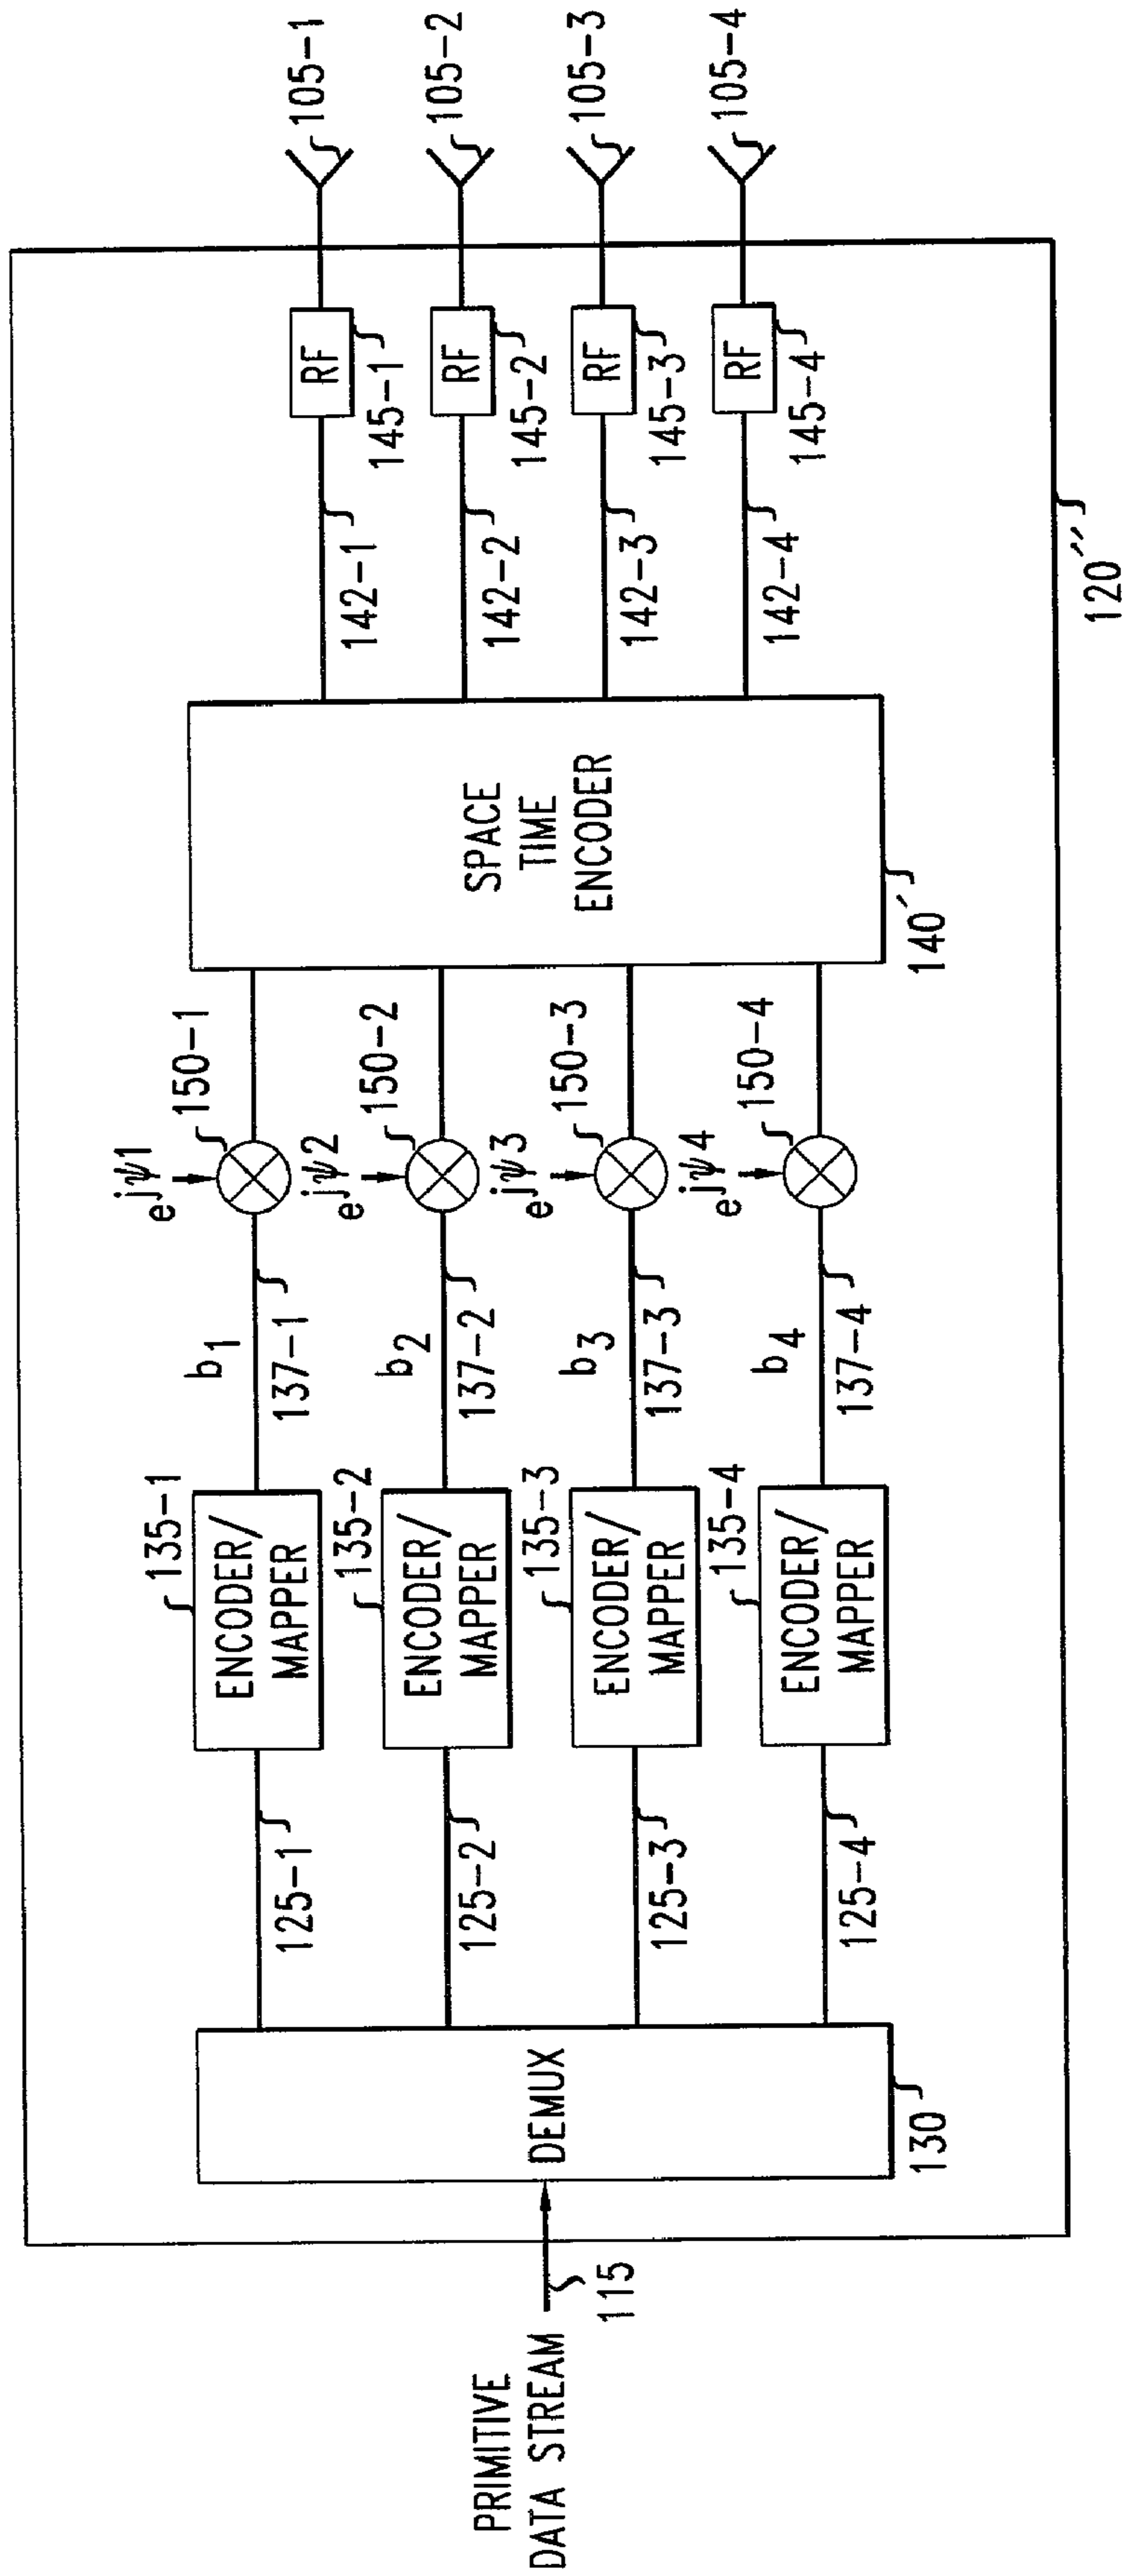 PRIMITIVE
DATA STREAM
115
DEMUX
130
125-1
125-2
125-3
125-4
135-1
ENCODER/
MAPPER
135-2
ENCODER/
MAPPER
135-3
ENCODER/
MAPPER
135-4
ENCODER/
MAPPER
b1
137-1
b2
137-2
b3
137-3
b4
137-4
e^jψ1
150-1
e^jψ2
150-2
e^jψ3
150-3
e^jψ4
150-4
SPACE
TIME
ENCODER
140′
142-1
142-2
142-3
142-4
RF
145-1
RF
145-2
RF
145-3
RF
145-4
120″
105-1
105-2
105-3
105-4